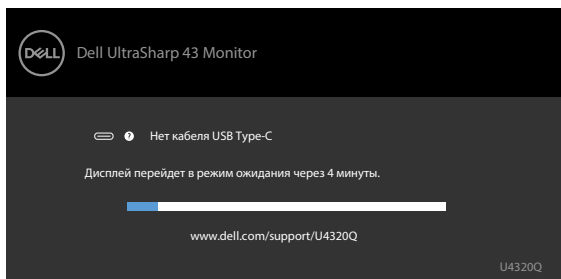 DELL
Dell UltraSharp 43 Monitor
? Нет кабеля USB Type-C
Дисплей перейдет в режим ожидания через 4 минуты.
www.dell.com/support/U4320Q
U4320Q